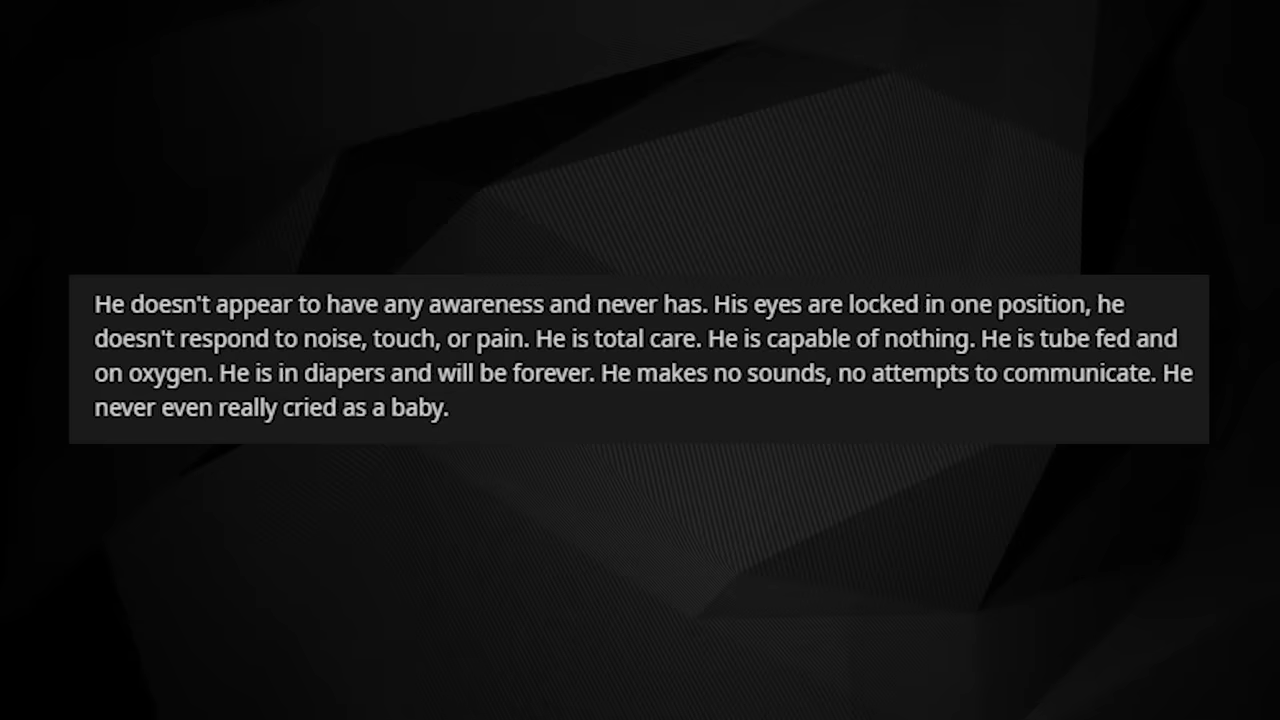 He doesn't appear to have any awareness and never has. His eyes are locked in one position, he
doesn't respond to noise, touch, or pain. He is total care. He is capable of nothing. He is tube fed and
on oxygen. He is in diapers and will be forever. He makes no sounds, no attempts to communicate. He
never even really cried as a baby.